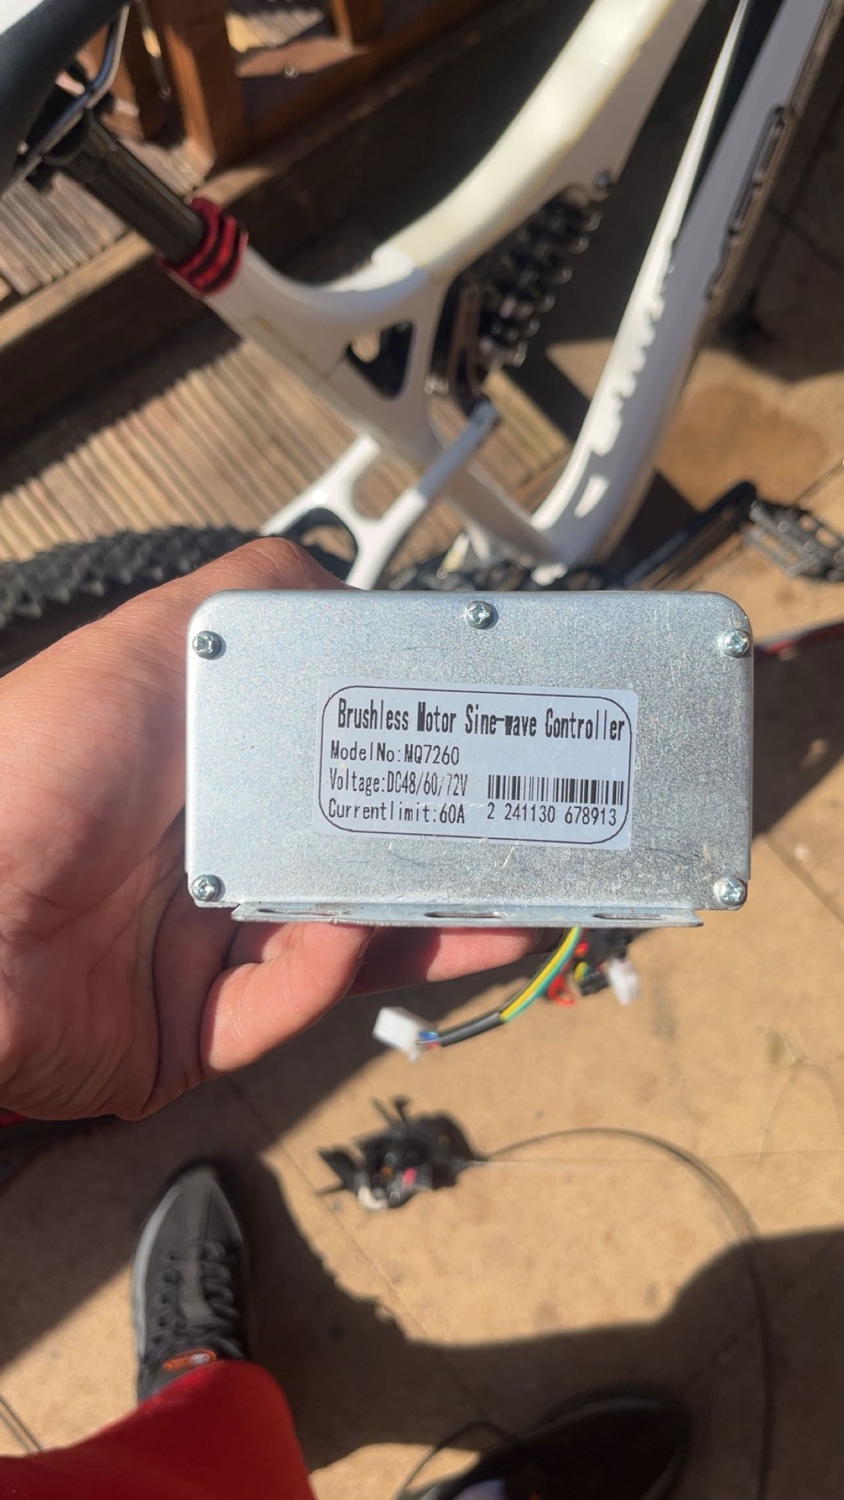 Brushless Motor Sine-wave Controller
ModelNo:MQ7260
Voltage:DC48/60/72V
Currentlimit:60A
2 241130 678913